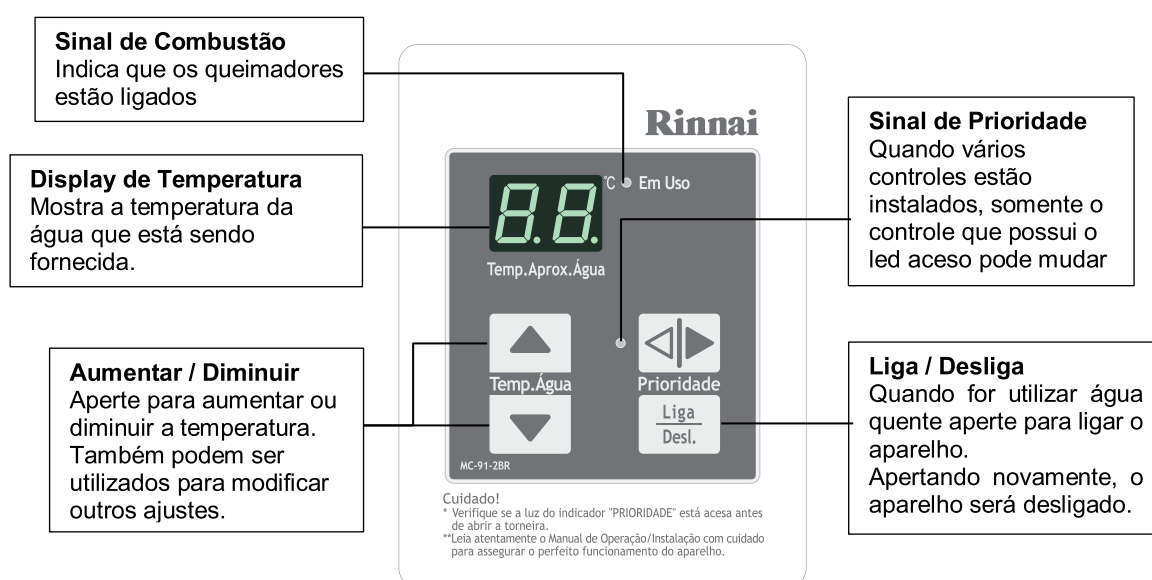 Sinal de Combustão
Indica que os queimadores
estão ligados
Display de Temperatura
Mostra a temperatura da
água que está sendo
fornecida.
Aumentar / Diminuir
Aperte para aumentar ou
diminuir a temperatura.
Também podem ser
utilizados para modificar
outros ajustes.
Rinnai
8.8.
°C
Em Uso
Temp.Aprox.Água
Temp.Água
Prioridade
Liga
Desl.
MC-91-2BR
Cuidado!
* Verifique se a luz do indicador "PRIORIDADE" está acesa antes
de abrir a torneira.
**Leia atentamente o Manual de Operação/Instalação com cuidado
para assegurar o perfeito funcionamento do aparelho.
Sinal de Prioridade
Quando vários
controles estão
instalados, somente o
controle que possui o
led aceso pode mudar
Liga / Desliga
Quando for utilizar água
quente aperte para ligar o
aparelho.
Apertando novamente, o
aparelho será desligado.